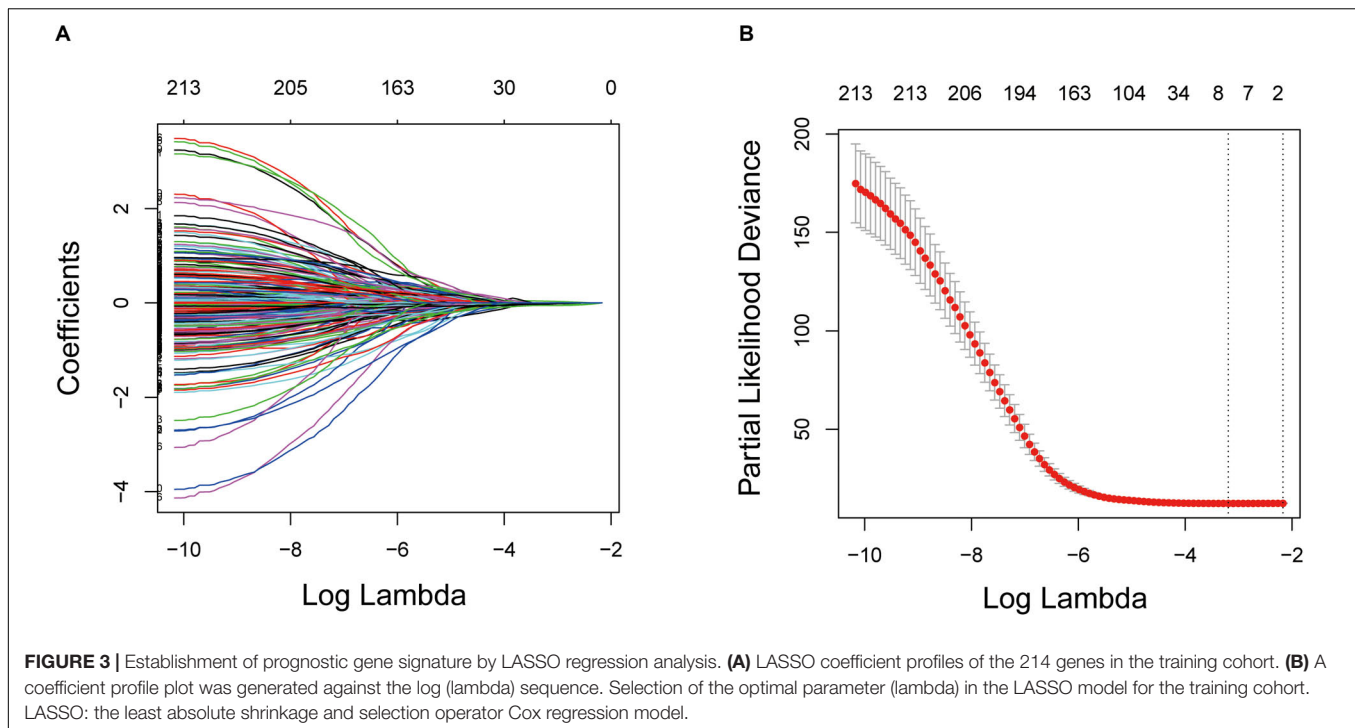 A
213 205 163 30 0
2
0
−2
−4
Coefficients
−10 −8 −6 −4 −2
Log Lambda
B
213 213 206 194 163 104 34 8 7 2
200
150
100
50
Partial Likelihood Deviance
−10 −8 −6 −4 −2
Log Lambda
FIGURE 3 | Establishment of prognostic gene signature by LASSO regression analysis. (A) LASSO coefficient profiles of the 214 genes in the training cohort. (B) A
coefficient profile plot was generated against the log (lambda) sequence. Selection of the optimal parameter (lambda) in the LASSO model for the training cohort.
LASSO: the least absolute shrinkage and selection operator Cox regression model.